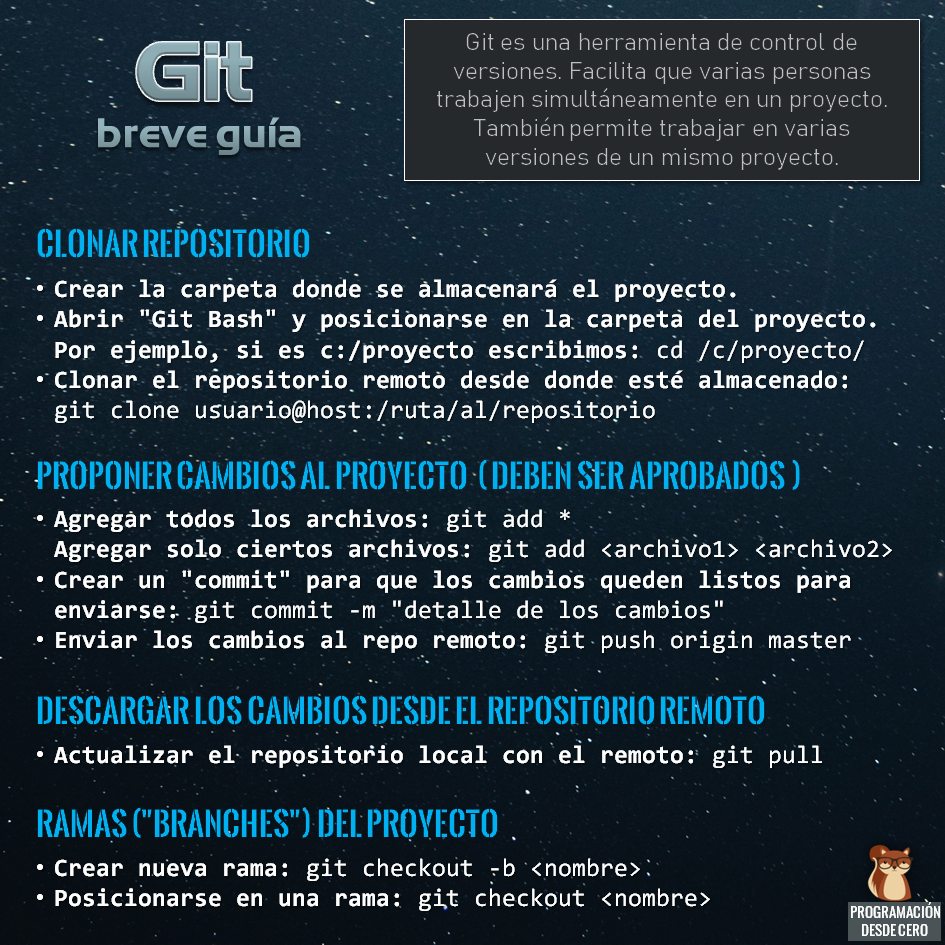 Git
breve guía
Git es una herramienta de control de
versiones. Facilita que varias personas
trabajen simultáneamente en un proyecto.
También permite trabajar en varias
versiones de un mismo proyecto.
CLONAR REPOSITORIO
• Crear la carpeta donde se almacenará el proyecto.
• Abrir "Git Bash" y posicionarse en la carpeta del proyecto.
Por ejemplo, si es c:/proyecto escribimos: cd /c/proyecto/
• Clonar el repositorio remoto desde donde esté almacenado:
git clone usuario@host:/ruta/al/repositorio
PROPONER CAMBIOS AL PROYECTO ( DEBEN SER APROBADOS )
• Agregar todos los archivos: git add *
Agregar solo ciertos archivos: git add <archivo1> <archivo2>
• Crear un "commit" para que los cambios queden listos para
enviarse: git commit -m "detalle de los cambios"
• Enviar los cambios al repo remoto: git push origin master
DESCARGAR LOS CAMBIOS DESDE EL REPOSITORIO REMOTO
• Actualizar el repositorio local con el remoto: git pull
RAMAS ("BRANCHES") DEL PROYECTO
• Crear nueva rama: git checkout -b <nombre>
• Posicionarse en una rama: git checkout <nombre>
PROGRAMACIÓN
DESDE CERO